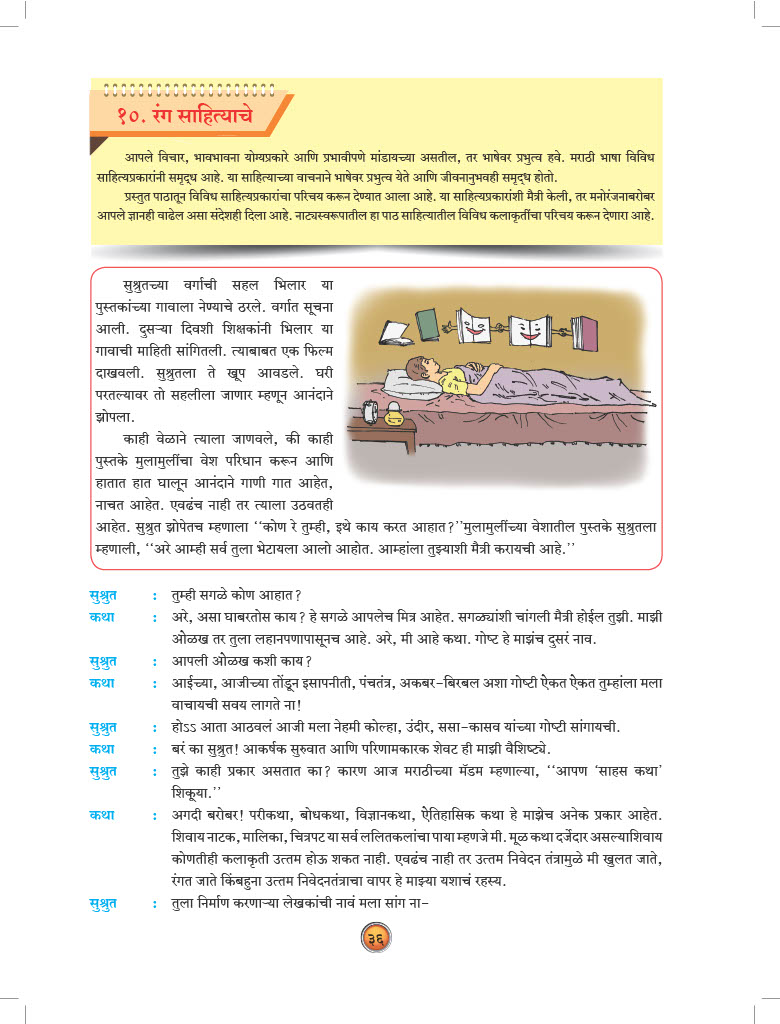 १०. रंग साहित्याचे
आपले विचार, भावभावना योग्यप्रकारे आणि प्रभावीपणे मांडायच्या असतील, तर भाषेवर प्रभुत्व हवे. मराठी भाषा विविध
साहित्यप्रकारांनी समृद्ध आहे. या साहित्याच्या वाचनाने भाषेवर प्रभुत्व येते आणि जीवनानुभवही समृद्ध होतो.
प्रस्तुत पाठातून विविध साहित्यप्रकारांचा परिचय करून देण्यात आला आहे. या साहित्यप्रकारांशी मैत्री केली, तर मनोरंजनाबरोबर
आपले ज्ञानही वाढेल असा संदेशही दिला आहे. नाट्यस्वरूपातील हा पाठ साहित्यातील विविध कलाकृतींचा परिचय करून देणारा आहे.
सुश्रुतच्या वर्गाची सहल भिलार या
पुस्तकांच्या गावाला नेण्याचे ठरले. वर्गात सूचना
आली. दुसऱ्या दिवशी शिक्षकांनी भिलार या
गावाची माहिती सांगितली. त्याबाबत एक फिल्म
दाखवली. सुश्रुतला ते खूप आवडले. घरी
परतल्यावर तो सहलीला जाणार म्हणून आनंदाने
झोपला.
काही वेळाने त्याला जाणवले, की काही
पुस्तके मुलामुलींचा वेश परिधान करून आणि
हातात हात घालून आनंदाने गाणी गात आहेत,
नाचत आहेत. एवढंच नाही तर त्याला उठवतही
आहेत. सुश्रुत झोपेतच म्हणाला ‘‘कोण रे तुम्ही, इथे काय करत आहात?’’मुलामुलींच्या वेशातील पुस्तके सुश्रुतला
म्हणाली, ‘‘अरे आम्ही सर्व तुला भेटायला आलो आहोत. आम्हांला तुझ्याशी मैत्री करायची आहे.’’
सुश्रुत : तुम्ही सगळे कोण आहात?
कथा : अरे, असा घाबरतोस काय? हे सगळे आपलेच मित्र आहेत. सगळ्यांशी चांगली मैत्री होईल तुझी. माझी
ओळख तर तुला लहानपणापासूनच आहे. अरे, मी आहे कथा. गोष्ट हे माझंच दुसरं नाव.
सुश्रुत : आपली ओळख कशी काय?
कथा : आईच्या, आजीच्या तोंडून इसापनीती, पंचतंत्र, अकबर-बिरबल अशा गोष्टी ऐकत ऐकत तुम्हांला मला
वाचायची सवय लागते ना!
सुश्रुत : होऽऽ आता आठवलं आजी मला नेहमी कोल्हा, उंदीर, ससा-कासव यांच्या गोष्टी सांगायची.
कथा : बरं का सुश्रुत! आकर्षक सुरुवात आणि परिणामकारक शेवट ही माझी वैशिष्ट्ये.
सुश्रुत : तुझे काही प्रकार असतात का? कारण आज मराठीच्या मॅडम म्हणाल्या, ‘‘आपण ‘साहस कथा’
शिकूया.’’
कथा : अगदी बरोबर! परीकथा, बोधकथा, विज्ञानकथा, ऐतिहासिक कथा हे माझेच अनेक प्रकार आहेत.
शिवाय नाटक, मालिका, चित्रपट या सर्व ललितकलांचा पाया म्हणजे मी. मूळ कथा दर्जेदार असल्याशिवाय
कोणतीही कलाकृती उत्तम होऊ शकत नाही. एवढंच नाही तर उत्तम निवेदन तंत्रामुळे मी खुलत जाते,
रंगत जाते किंबहुना उत्तम निवेदनतंत्राचा वापर हे माझ्या यशाचं रहस्य.
सुश्रुत : तुला निर्माण करणाऱ्या लेखकांची नावं मला सांग ना-
३६